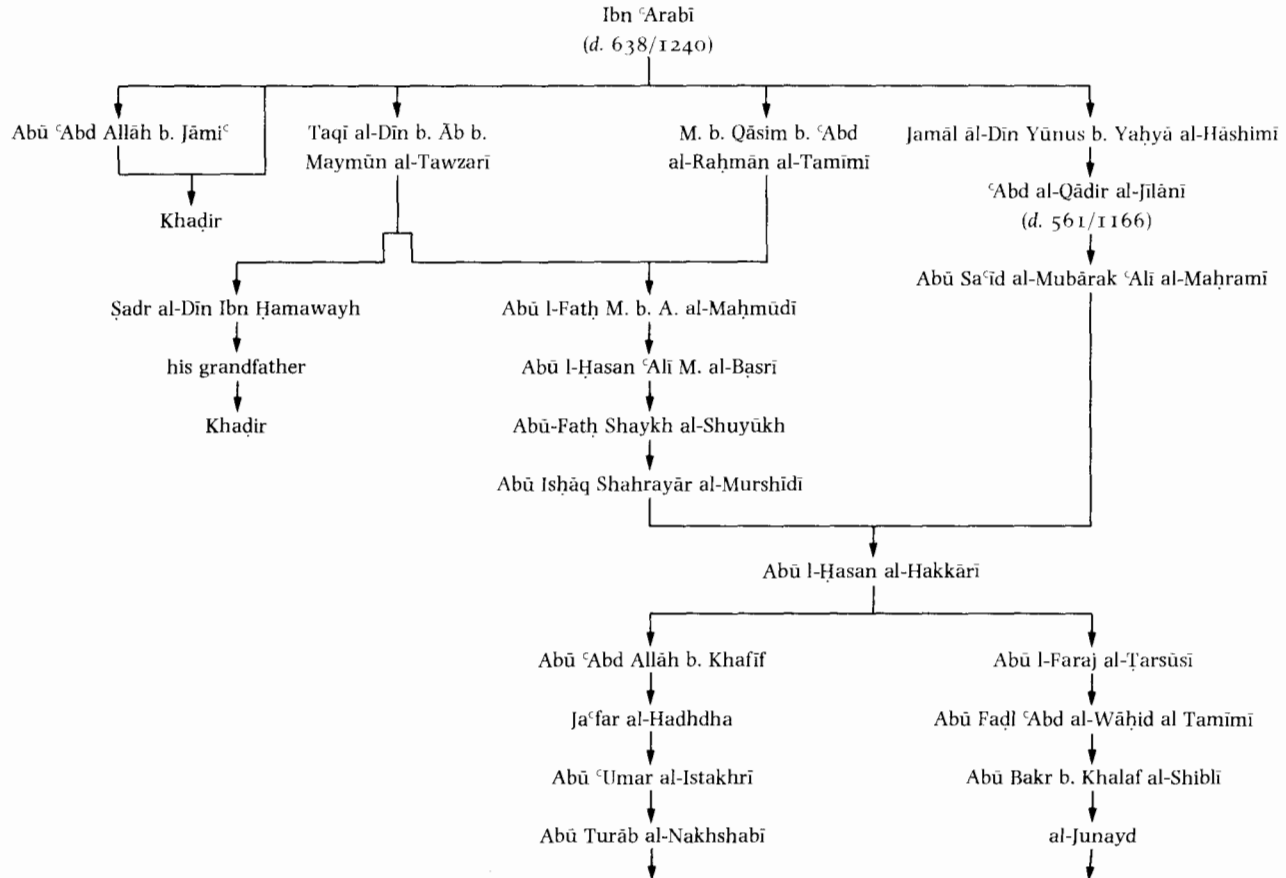 Ibn ʿArabī
(d. 638/1240)
Abū ʿAbd Allāh b. Jāmiʿ
Taqī al-Dīn b. Āb b.
Maymūn al-Tawzarī
M. b. Qāsim b. ʿAbd
al-Raḥmān al-Tamīmī
Jamāl āl-Dīn Yūnus b. Yaḥyā al-Hāshimī
Khaḍir
ʿAbd al-Qādir al-Jīlānī
(d. 561/1166)
Ṣadr al-Dīn Ibn Ḥamawayh
Abū l-Fatḥ M. b. A. al-Maḥmūdī
Abū Saʿīd al-Mubārak ʿAlī al-Maḥramī
his grandfather
Abū l-Ḥasan ʿAlī M. al-Baṣrī
Khaḍir
Abū-Fatḥ Shaykh al-Shuyūkh
Abū Isḥāq Shahrayār al-Murshīdī
Abū l-Ḥasan al-Hakkārī
Abū ʿAbd Allāh b. Khafīf
Abū l-Faraj al-Ṭarsūsī
Jaʿfar al-Hadhdha
Abū Faḍl ʿAbd al-Wāḥid al Tamīmī
Abū ʿUmar al-Istakhrī
Abū Bakr b. Khalaf al-Shiblī
Abū Turāb al-Nakhshabī
al-Junayd